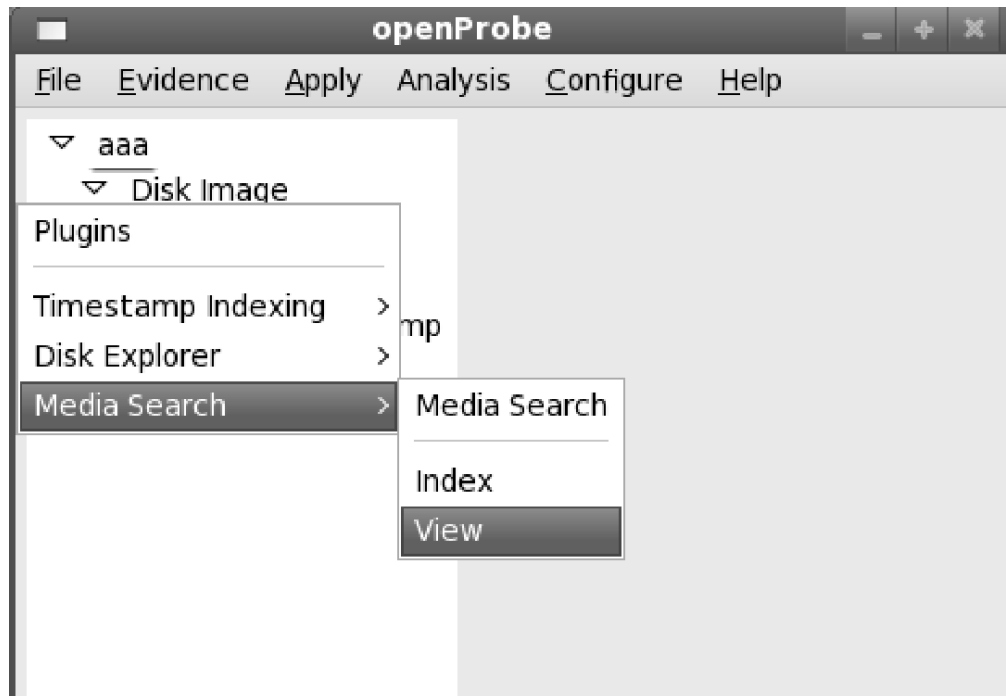 openProbe
File Evidence Apply Analysis Configure Help
aaa
Disk Image
Plugins
Timestamp Indexing
mp
Disk Explorer
Media Search
Media Search
Index
View